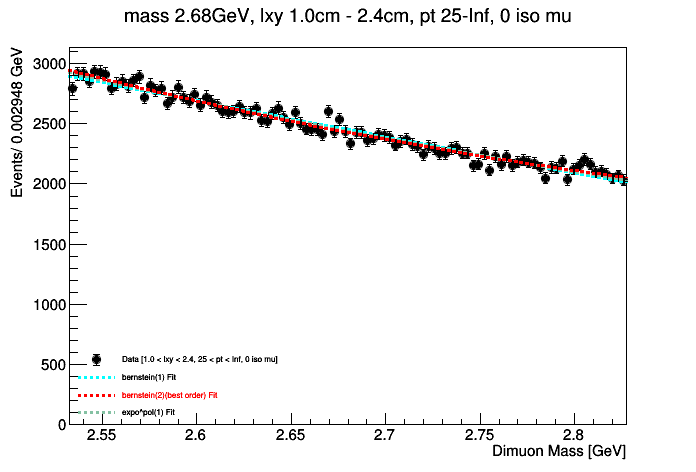 mass 2.68GeV, lxy 1.0cm - 2.4cm, pt 25-Inf, 0 iso mu
Events/ 0.002948 GeV
3000
2500
2000
1500
1000
500
0
Data [1.0 < lxy < 2.4, 25 < pt < Inf, 0 iso mu]
bernstein(1) Fit
bernstein(2)(best order) Fit
expo*pol(1) Fit
2.55 2.6 2.65 2.7 2.75 2.8
Dimuon Mass [GeV]